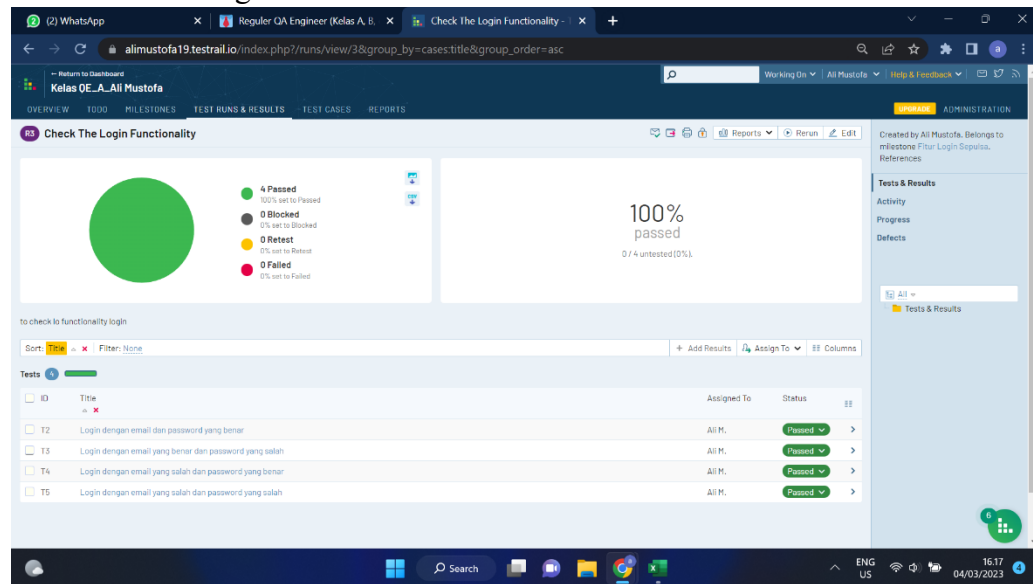 (2) WhatsApp
Reguler QA Engineer (Kelas A, B,
Check The Login Functionality - T
alimustofa19.testrail.io/index.php?/runs/view/3&group_by=cases:title&group_order=asc
a
← Return to Dashboard
Kelas QE_A_Ali Mustofa
Working On
Ali Mustofa
Help & Feedback
OVERVIEW TODO MILESTONES TEST RUNS & RESULTS TEST CASES REPORTS
UPGRADE ADMINISTRATION
R3 Check The Login Functionality
Reports
Rerun
Edit
4 Passed
100% set to Passed
0 Blocked
0% set to Blocked
0 Retest
0% set to Retest
0 Failed
0% set to Failed
CSV
100%
passed
0 / 4 untested (0%).
Created by Ali Mustofa. Belongs to
milestone Fitur Login Sepulsa.
References
Tests & Results
Activity
Progress
Defects
All
Tests & Results
to check lo functionality login
Sort: Title Filter: None
+ Add Results Assign To Columns
Tests 4
ID Title Assigned To Status
T2 Login dengan email dan password yang benar Ali M. Passed
T3 Login dengan email yang benar dan password yang salah Ali M. Passed
T4 Login dengan email yang salah dan password yang benar Ali M. Passed
T5 Login dengan email yang salah dan password yang salah Ali M. Passed
6
Search
ENG
US
16.17
04/03/2023
4